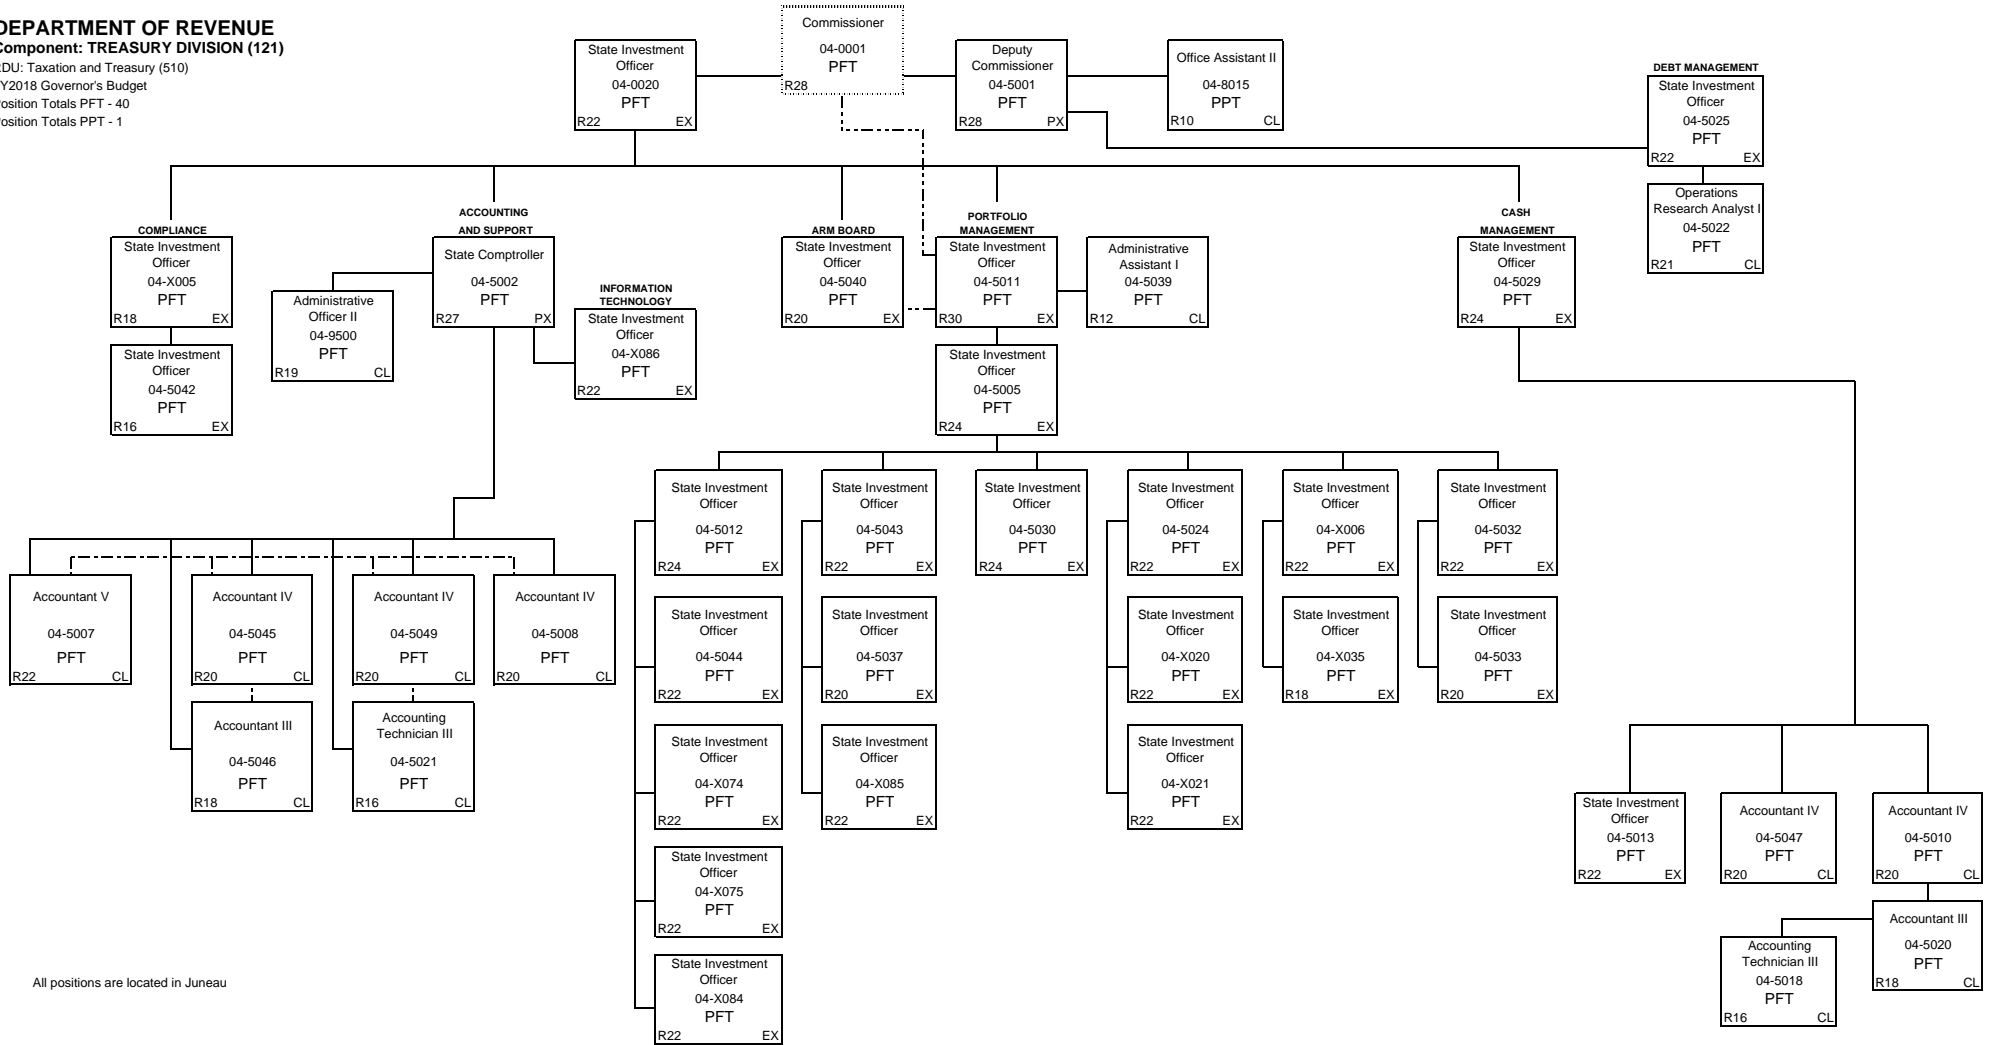 DEPARTMENT OF REVENUE
Component: TREASURY DIVISION (121)
RDU: Taxation and Treasury (510)
FY2018 Governor's Budget
Position Totals PFT - 40
Position Totals PPT - 1
Commissioner
04-0001
PFT
R28
State Investment
Officer
04-0020
PFT
R22 EX
Deputy
Commissioner
04-5001
PFT
R28 PX
Office Assistant II
04-8015
PPT
R10 CL
DEBT MANAGEMENT
State Investment
Officer
04-5025
PFT
R22 EX
Operations
Research Analyst I
04-5022
PFT
R21 CL
COMPLIANCE
State Investment
Officer
04-X005
PFT
R18 EX
State Investment
Officer
04-5042
PFT
R16 EX
ACCOUNTING
AND SUPPORT
State Comptroller
04-5002
PFT
R27 PX
Administrative
Officer II
04-9500
PFT
R19 CL
INFORMATION
TECHNOLOGY
State Investment
Officer
04-X086
PFT
R22 EX
ARM BOARD
State Investment
Officer
04-5040
PFT
R20 EX
PORTFOLIO
MANAGEMENT
State Investment
Officer
04-5011
PFT
R30 EX
Administrative
Assistant I
04-5039
PFT
R12 CL
State Investment
Officer
04-5005
PFT
R24 EX
CASH
MANAGEMENT
State Investment
Officer
04-5029
PFT
R24 EX
State Investment
Officer
04-5012
PFT
R24 EX
State Investment
Officer
04-5043
PFT
R22 EX
State Investment
Officer
04-5030
PFT
R24 EX
State Investment
Officer
04-5024
PFT
R22 EX
State Investment
Officer
04-X006
PFT
R22 EX
State Investment
Officer
04-5032
PFT
R22 EX
Accountant V
04-5007
PFT
R22 CL
Accountant IV
04-5045
PFT
R20 CL
Accountant IV
04-5049
PFT
R20 CL
Accountant IV
04-5008
PFT
R20 CL
State Investment
Officer
04-5044
PFT
R22 EX
State Investment
Officer
04-5037
PFT
R20 EX
State Investment
Officer
04-X020
PFT
R22 EX
State Investment
Officer
04-X035
PFT
R18 EX
State Investment
Officer
04-5033
PFT
R20 EX
Accountant III
04-5046
PFT
R18 CL
Accounting
Technician III
04-5021
PFT
R16 CL
State Investment
Officer
04-X074
PFT
R22 EX
State Investment
Officer
04-X085
PFT
R22 EX
State Investment
Officer
04-X021
PFT
R22 EX
State Investment
Officer
04-X075
PFT
R22 EX
State Investment
Officer
04-X084
PFT
R22 EX
State Investment
Officer
04-5013
PFT
R22 EX
Accountant IV
04-5047
PFT
R20 CL
Accountant IV
04-5010
PFT
R20 CL
Accountant III
04-5020
PFT
R18 CL
Accounting
Technician III
04-5018
PFT
R16 CL
All positions are located in Juneau